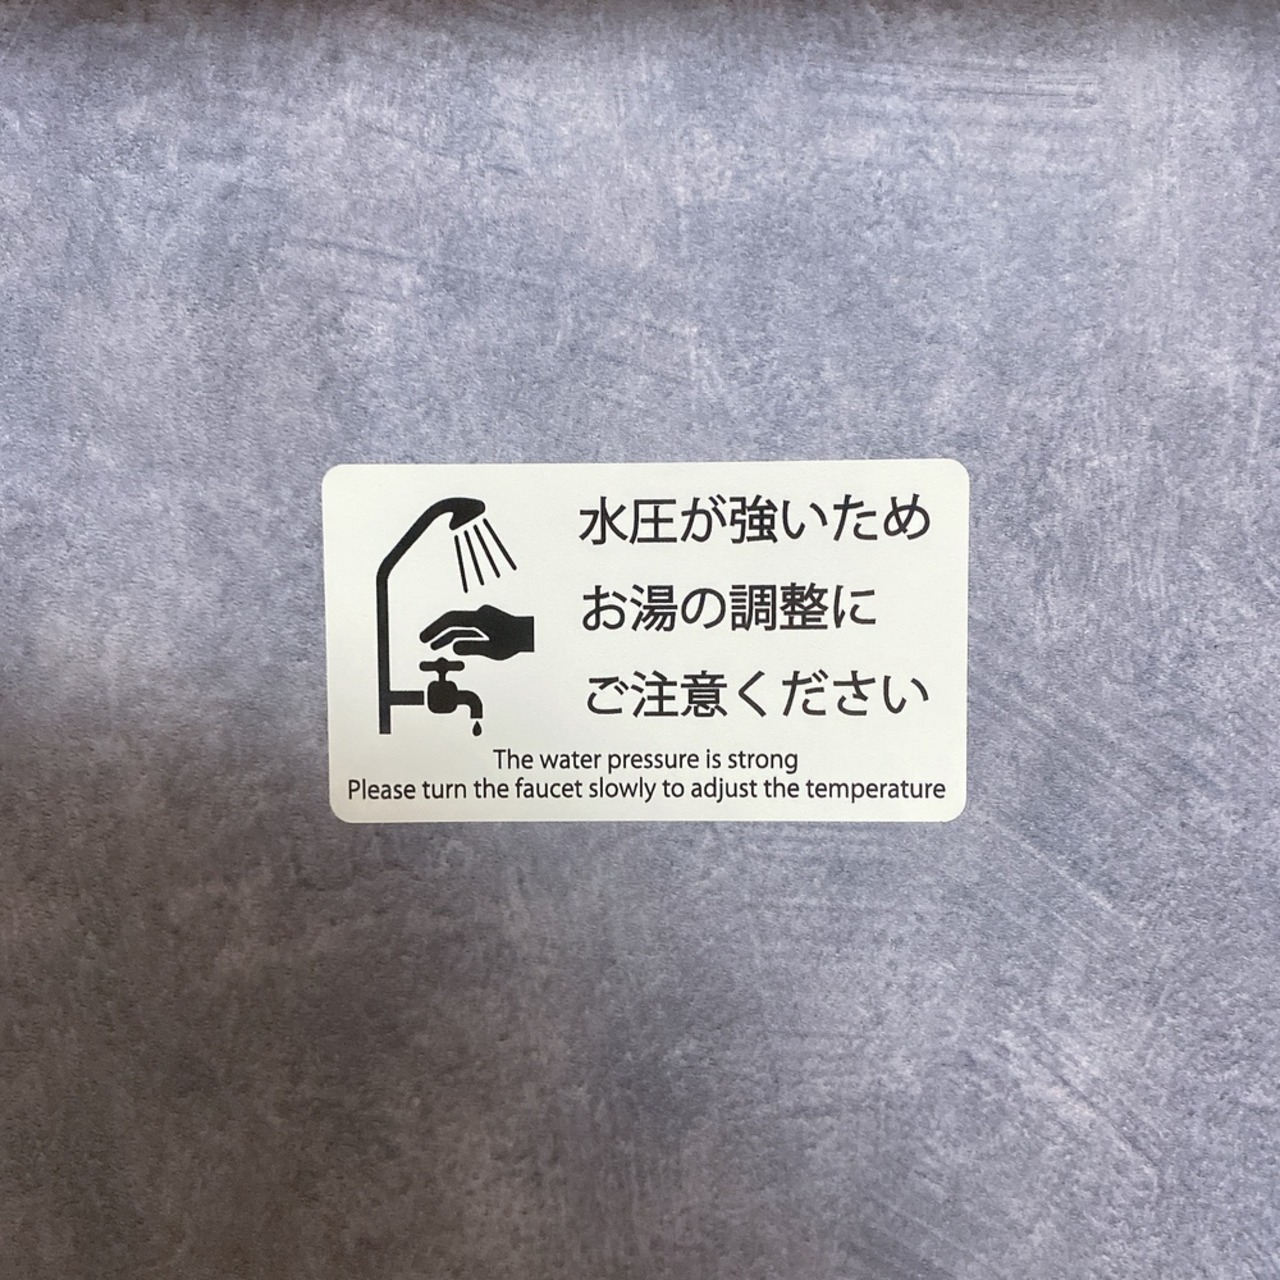 水圧が強いため
お湯の調整に
ご注意ください
The water pressure is strong
Please turn the faucet slowly to adjust the temperature